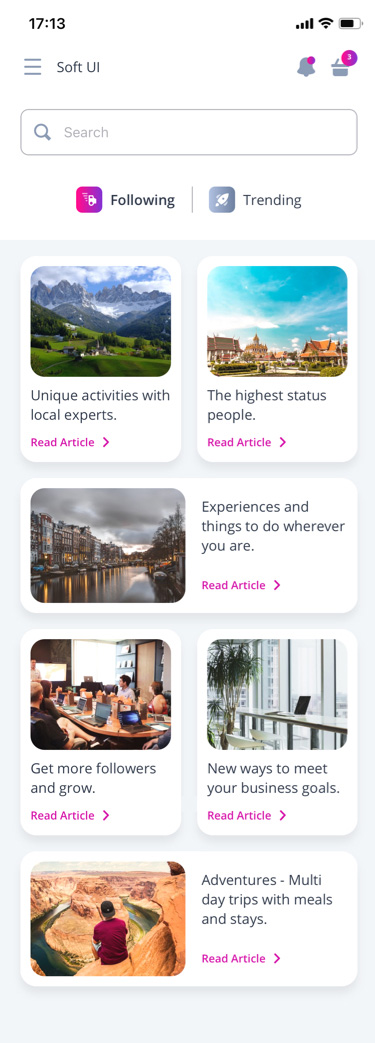 17:13
Soft UI
3
Search
Following
Trending
Unique activities with
local experts.
Read Article
The highest status
people.
Read Article
Experiences and
things to do wherever
you are.
Read Article
Get more followers
and grow.
Read Article
New ways to meet
your business goals.
Read Article
Adventures - Multi
day trips with meals
and stays.
Read Article